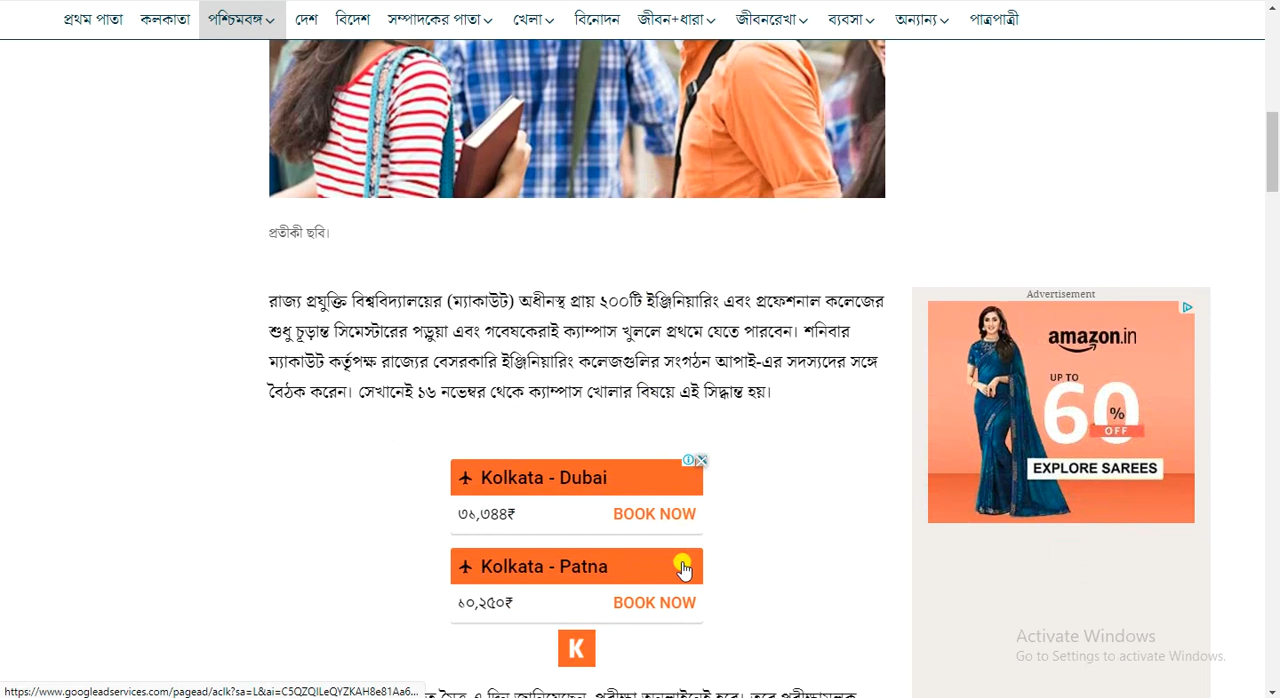 প্রথম পাতা কলকাতা পশ্চিমবঙ্গ দেশ বিদেশ সম্পাদকের পাতা খেলা বিনোদন জীবন+ধারা জীবনরেখা ব্যবসা অন্যান্য পাত্রপাত্রী
প্রতীকী ছবি।
রাজ্য প্রযুক্তি বিশ্ববিদ্যালয়ের (ম্যাকাউট) অধীনস্থ প্রায় ২০০টি ইঞ্জিনিয়ারিং এবং প্রফেশনাল কলেজের
শুধু চূড়ান্ত সিমেস্টারের পড়ুয়া এবং গবেষকেরাই ক্যাম্পাস খুললে প্রথমে যেতে পারবেন। শনিবার
ম্যাকাউট কর্তৃপক্ষ রাজ্যের বেসরকারি ইঞ্জিনিয়ারিং কলেজগুলির সংগঠন আপাই-এর সদস্যদের সঙ্গে
বৈঠক করেন। সেখানেই ১৬ নভেম্বর থেকে ক্যাম্পাস খোলার বিষয়ে এই সিদ্ধান্ত হয়।
Kolkata - Dubai
৩১,৩৪৪₹ BOOK NOW
Kolkata - Patna
১০,২৫০₹ BOOK NOW
K
Advertisement
amazon.in
UP TO
60%
OFF
EXPLORE SAREES
Activate Windows
Go to Settings to activate Windows.
https://www.googleadservices.com/pagead/aclk?sa=L&ai=C5QZQJLeQYZKAH8e81Aa6...